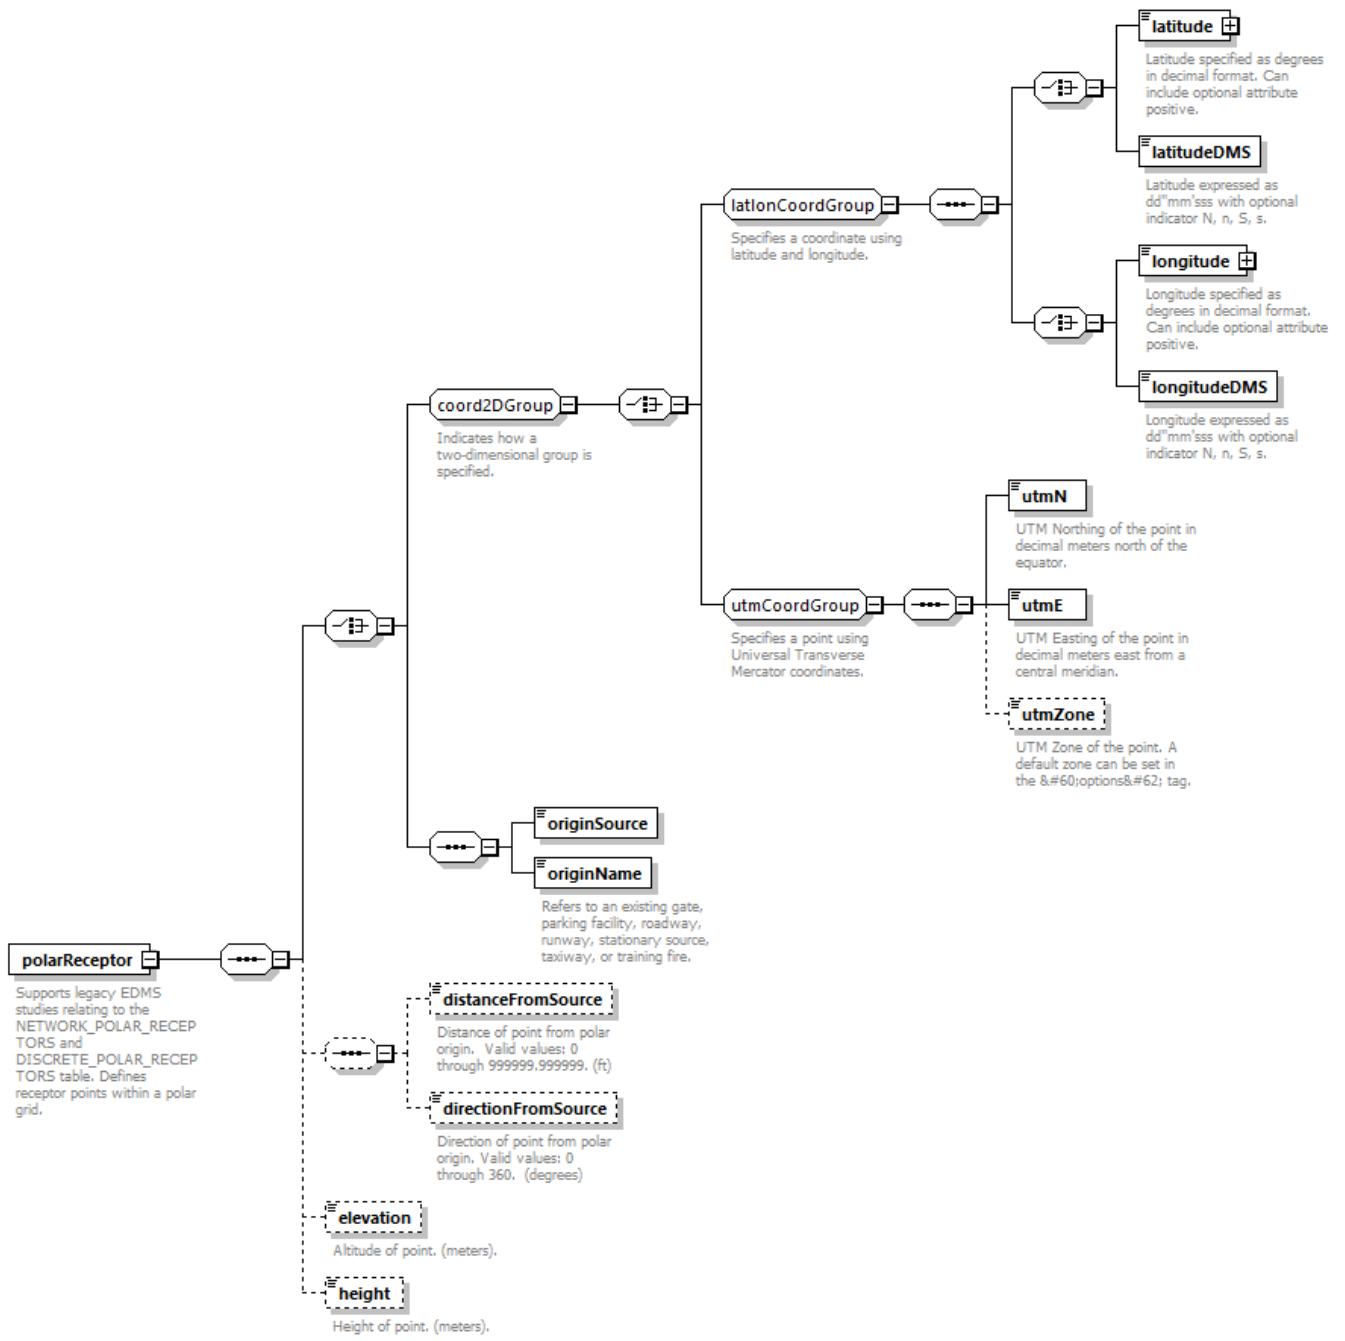 latitude
Latitude specified as degrees
in decimal format. Can
include optional attribute
positive.
latitudeDMS
Latitude expressed as
dd"mm'sss with optional
indicator N, n, S, s.
latlonCoordGroup
Specifies a coordinate using
latitude and longitude.
longitude
Longitude specified as
degrees in decimal format.
Can include optional attribute
positive.
longitudeDMS
Longitude expressed as
dd"mm'sss with optional
indicator N, n, S, s.
coord2DGroup
Indicates how a
two-dimensional group is
specified.
utmN
UTM Northing of the point in
decimal meters north of the
equator.
utmCoordGroup
Specifies a point using
Universal Transverse
Mercator coordinates.
utmE
UTM Easting of the point in
decimal meters east from a
central meridian.
utmZone
UTM Zone of the point. A
default zone can be set in
the &#60;options&#62; tag.
originSource
originName
Refers to an existing gate,
parking facility, roadway,
runway, stationary source,
taxiway, or training fire.
polarReceptor
Supports legacy EDMS
studies relating to the
NETWORK_POLAR_RECEP
TORS and
DISCRETE_POLAR_RECEP
TORS table. Defines
receptor points within a polar
grid.
distanceFromSource
Distance of point from polar
origin.  Valid values: 0
through 999999.999999. (ft)
directionFromSource
Direction of point from polar
origin. Valid values: 0
through 360.  (degrees)
elevation
Altitude of point. (meters).
height
Height of point. (meters).